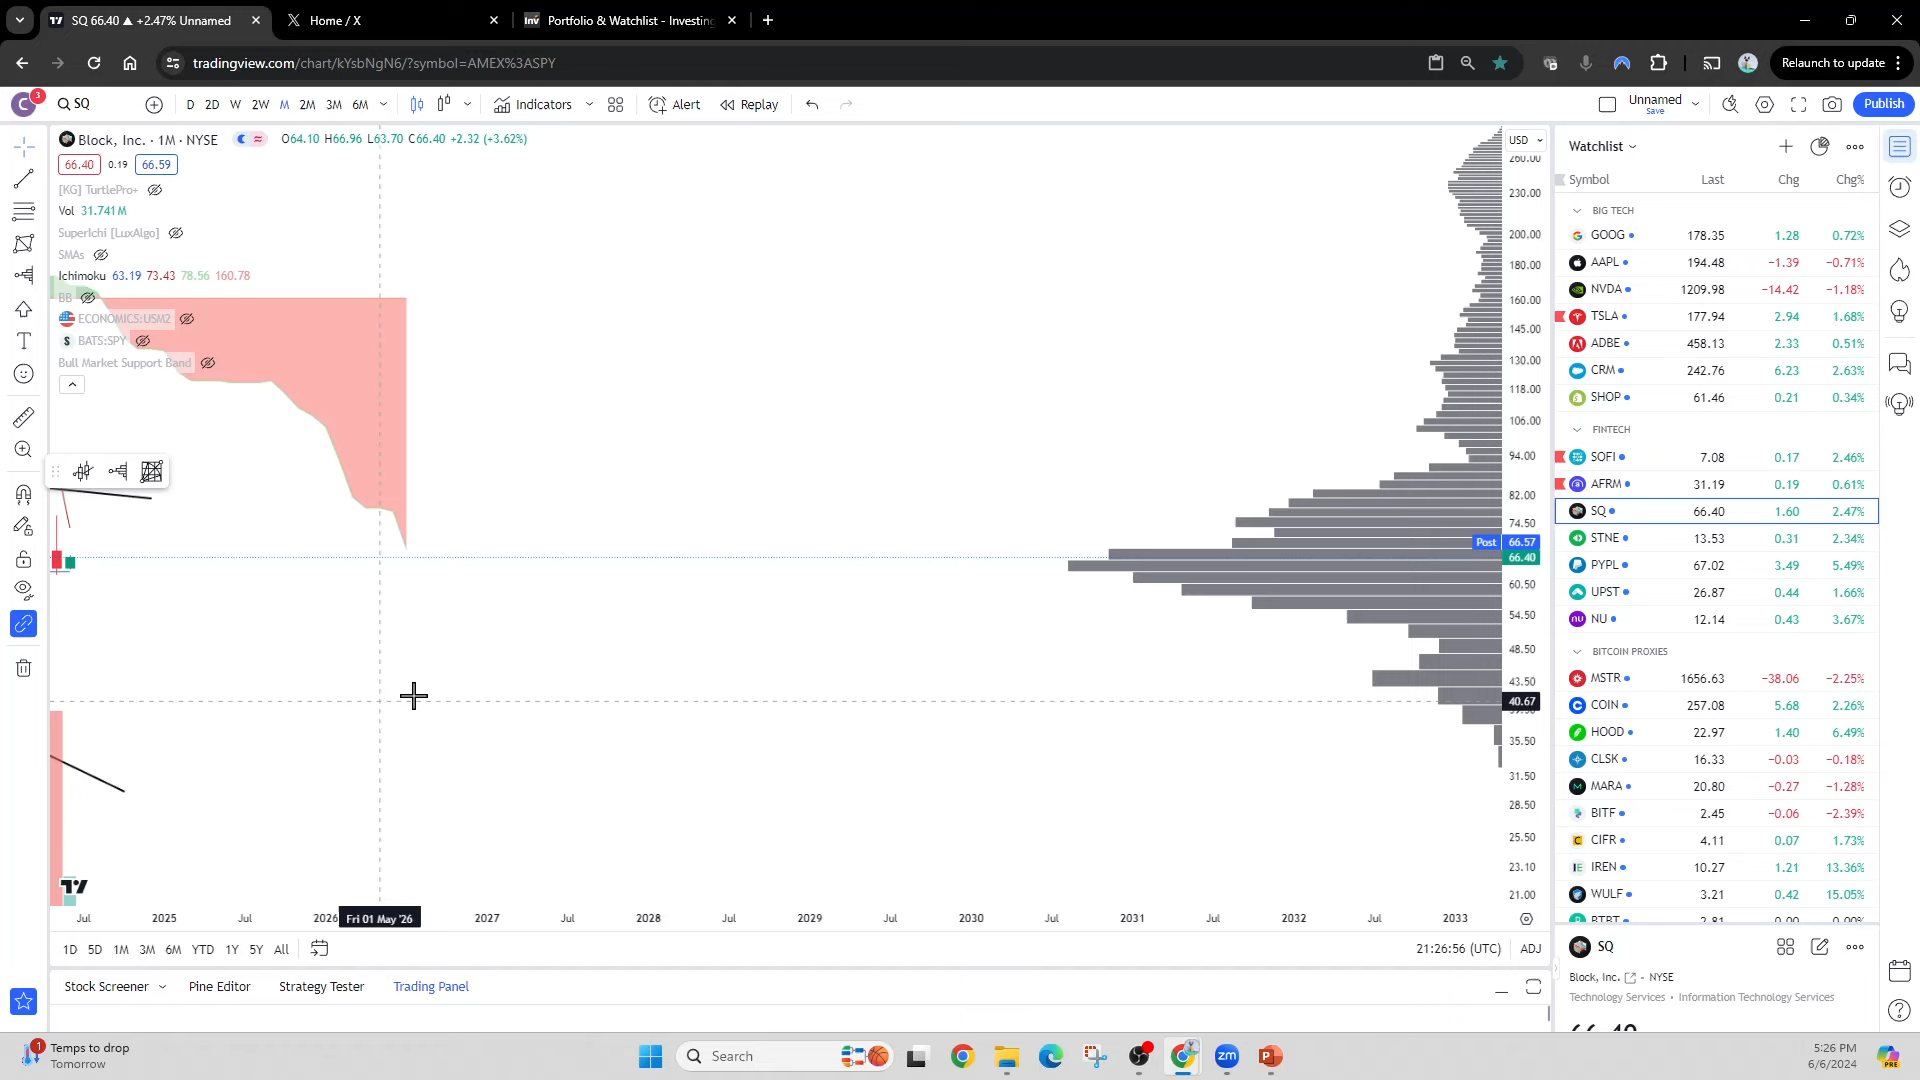 SQ 66.40 ▲ +2.47% Unnamed
Home / X
Portfolio & Watchlist - Investing
tradingview.com/chart/kYsbNgN6/?symbol=AMEX%3ASPY
Relaunch to update
C 3
SQ
D 2D W 2W M 2M 3M 6M
Indicators
Alert
Replay
Unnamed
Save
Publish
Block, Inc. · 1M · NYSE
O64.10 H66.96 L63.70 C66.40 +2.32 (+3.62%)
66.40 0.19 66.59
[KG] TurtlePro+
Vol 31.741M
SuperIchi [LuxAlgo]
SMAs
Ichimoku 63.19 73.43 78.56 160.78
BB
ECONOMICS:USM2
BATS:SPY
Bull Market Support Band
USD
260.00
230.00
200.00
180.00
160.00
145.00
130.00
118.00
106.00
94.00
82.00
74.50
Post 66.57
66.40
60.50
54.50
48.50
43.50
40.67
35.50
31.50
28.50
25.50
23.10
21.00
Jul 2025 Jul 2026 Fri 01 May '26 2027 Jul 2028 Jul 2029 Jul 2030 Jul 2031 Jul 2032 Jul 2033
1D 5D 1M 3M 6M YTD 1Y 5Y All
21:26:56 (UTC) ADJ
Stock Screener
Pine Editor
Strategy Tester
Trading Panel
Watchlist
Symbol Last Chg Chg%
BIG TECH
GOOG 178.35 1.28 0.72%
AAPL 194.48 −1.39 −0.71%
NVDA 1209.98 −14.42 −1.18%
TSLA 177.94 2.94 1.68%
ADBE 458.13 2.33 0.51%
CRM 242.76 6.23 2.63%
SHOP 61.46 0.21 0.34%
FINTECH
SOFI 7.08 0.17 2.46%
AFRM 31.19 0.19 0.61%
SQ 66.40 1.60 2.47%
STNE 13.53 0.31 2.34%
PYPL 67.02 3.49 5.49%
UPST 26.87 0.44 1.66%
NU 12.14 0.43 3.67%
BITCOIN PROXIES
MSTR 1656.63 −38.06 −2.25%
COIN 257.08 5.68 2.26%
HOOD 22.97 1.40 6.49%
CLSK 16.33 −0.03 −0.18%
MARA 20.80 −0.27 −1.28%
BITF 2.45 −0.06 −2.39%
CIFR 4.11 0.07 1.73%
IREN 10.27 1.21 13.36%
WULF 3.21 0.42 15.05%
BTBT 2.81 0.00 0.00%
SQ
Block, Inc. · NYSE
Technology Services • Information Technology Services
66.40
1
Temps to drop
Tomorrow
Search
5:26 PM
6/6/2024